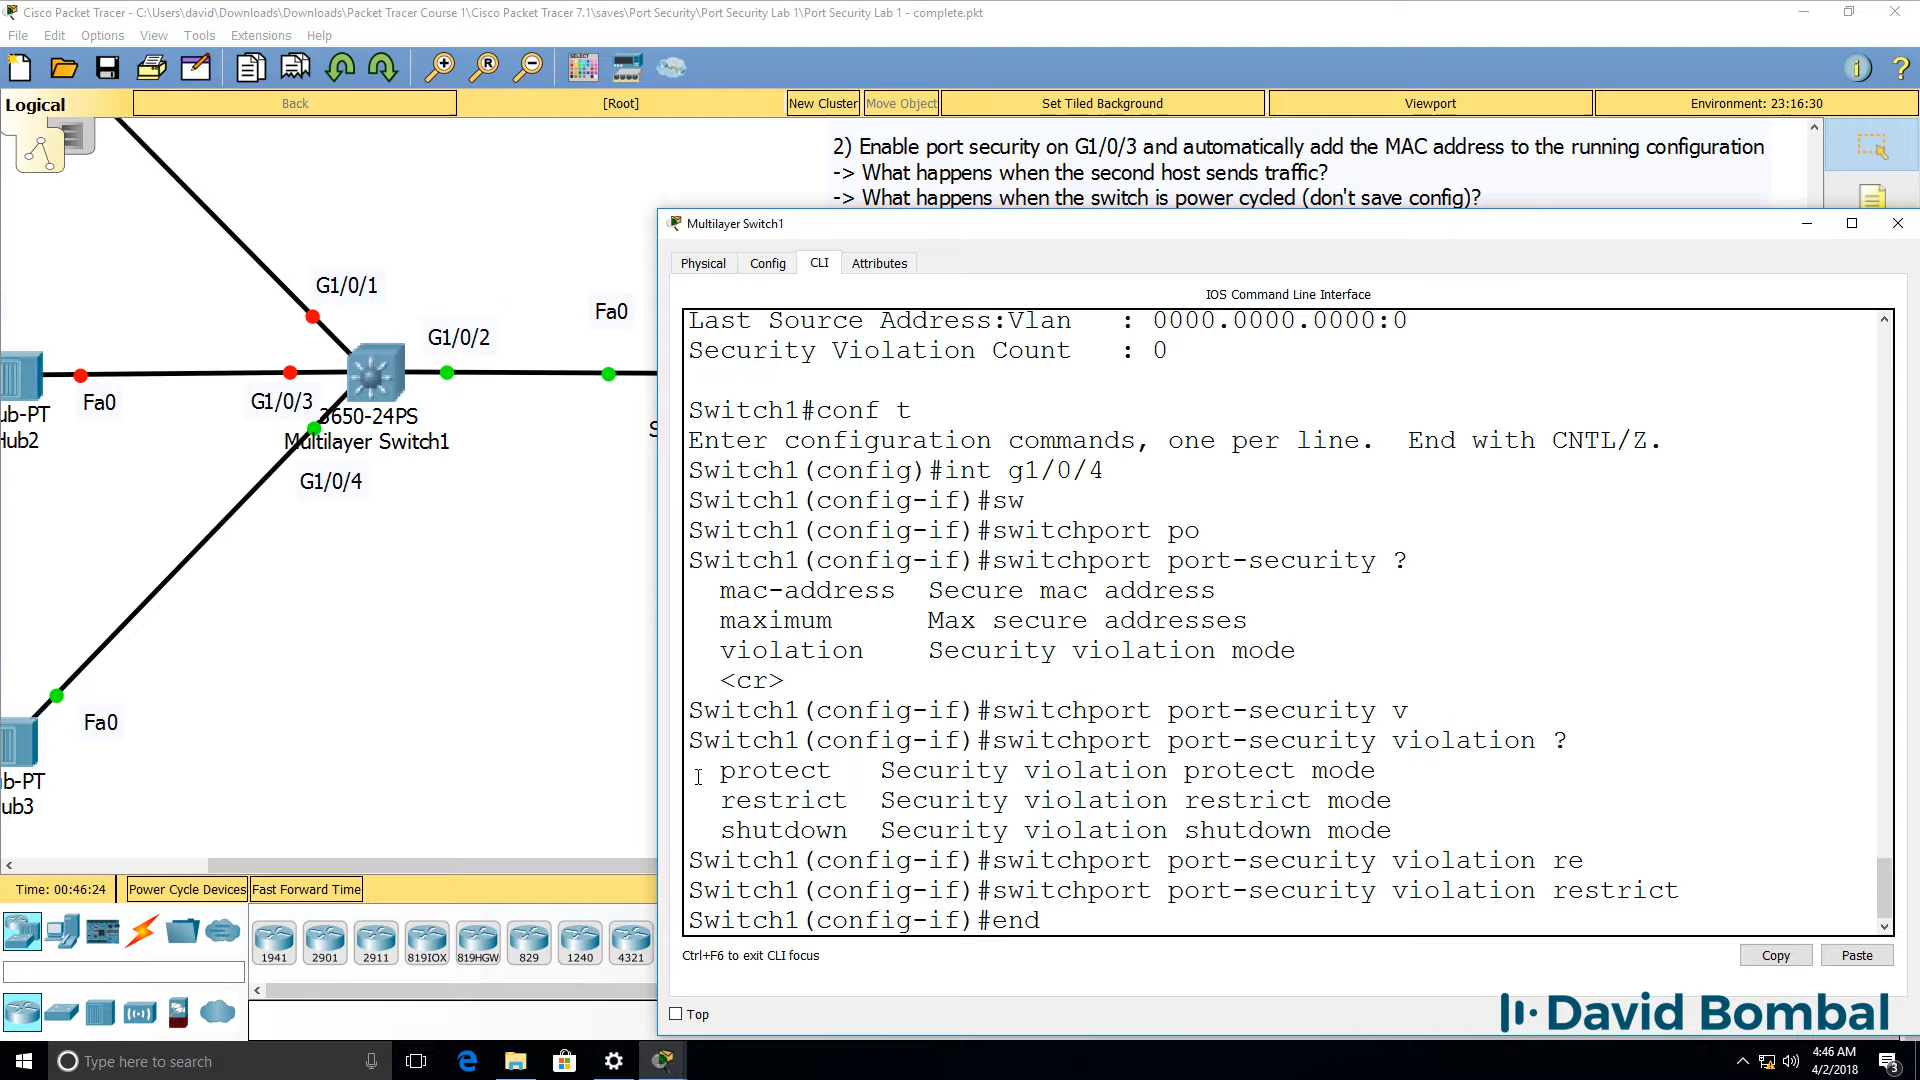 Cisco Packet Tracer - C:\Users\david\Downloads\Downloads\Packet Tracer Course 1\Cisco Packet Tracer 7.1\saves\Port Security\Port Security Lab 1\Port Security Lab 1 - complete.pkt
File Edit Options View Tools Extensions Help
Logical Back [Root] New Cluster Move Object Set Tiled Background Viewport Environment: 23:16:30
2) Enable port security on G1/0/3 and automatically add the MAC address to the running configuration
-> What happens when the second host sends traffic?
-> What happens when the switch is power cycled (don't save config)?
G1/0/1
G1/0/2
Fa0
Fa0
G1/0/3
3650-24PS
Multilayer Switch1
ub-PT
Hub2
G1/0/4
Fa0
ub-PT
ub3
Multilayer Switch1
Physical Config CLI Attributes
IOS Command Line Interface
Last Source Address:Vlan : 0000.0000.0000:0
Security Violation Count : 0
Switch1#conf t
Enter configuration commands, one per line. End with CNTL/Z.
Switch1(config)#int g1/0/4
Switch1(config-if)#sw
Switch1(config-if)#switchport po
Switch1(config-if)#switchport port-security ?
mac-address Secure mac address
maximum Max secure addresses
violation Security violation mode
<cr>
Switch1(config-if)#switchport port-security v
Switch1(config-if)#switchport port-security violation ?
protect Security violation protect mode
restrict Security violation restrict mode
shutdown Security violation shutdown mode
Switch1(config-if)#switchport port-security violation re
Switch1(config-if)#switchport port-security violation restrict
Switch1(config-if)#end
Ctrl+F6 to exit CLI focus
Copy Paste
Top
Time: 00:46:24 Power Cycle Devices Fast Forward Time
1941 2901 2911 819IOX 819HGW 829 1240 4321
David Bombal
Type here to search
4:46 AM
4/2/2018
3